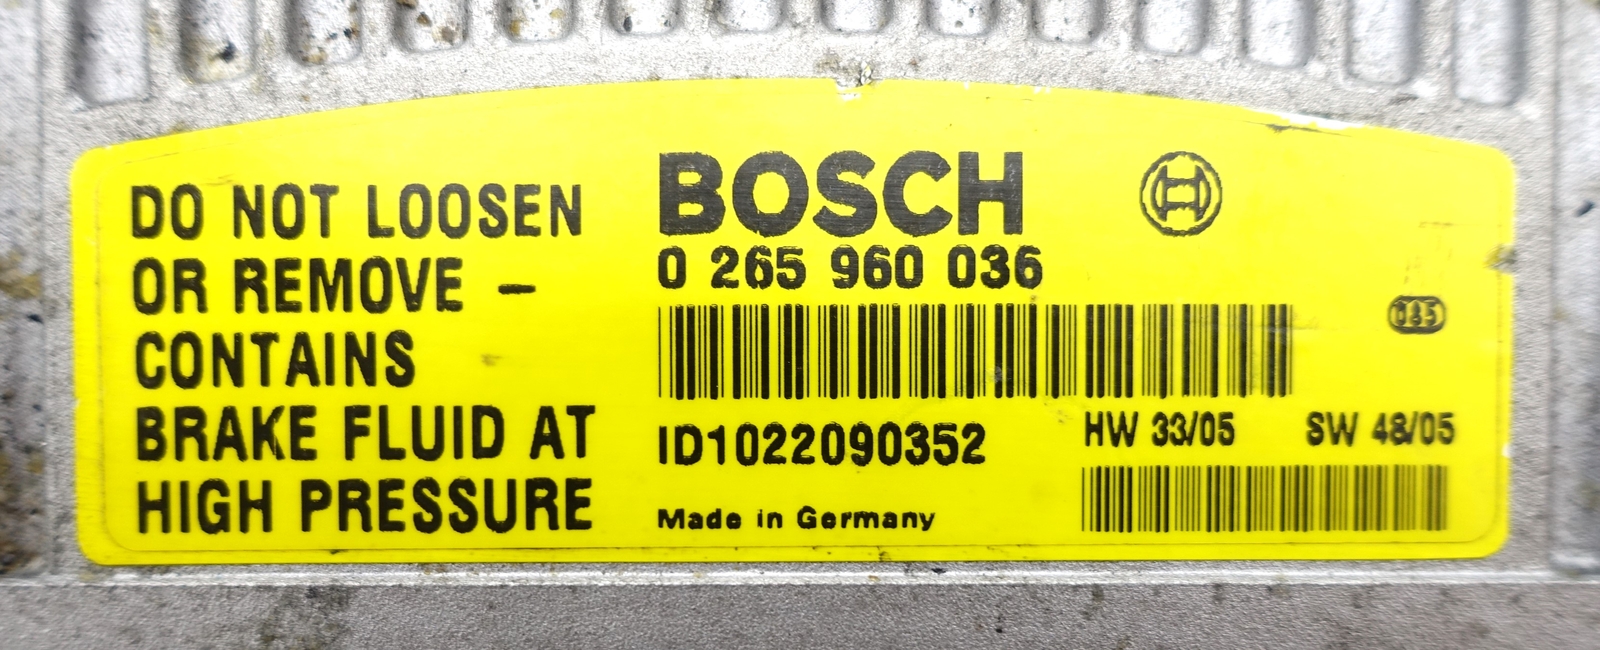 DO NOT LOOSEN
OR REMOVE –
CONTAINS
BRAKE FLUID AT
HIGH PRESSURE
BOSCH
0 265 960 036
ID1022090352
HW 33/05 SW 48/05
Made in Germany